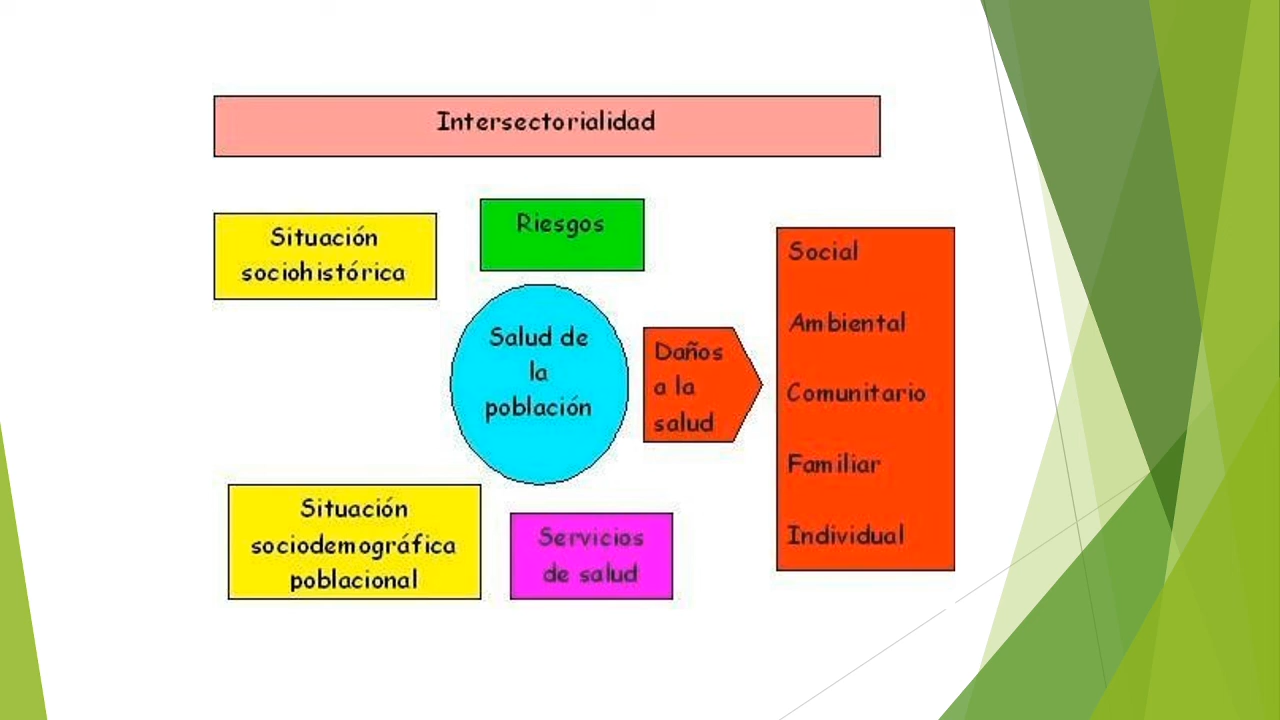 Intersectorialidad
Situación
sociohistórica
Riesgos
Salud de
la
población
Daños
a la
salud
Social
Ambiental
Comunitario
Familiar
Individual
Situación
sociodemográfica
poblacional
Servicios
de salud